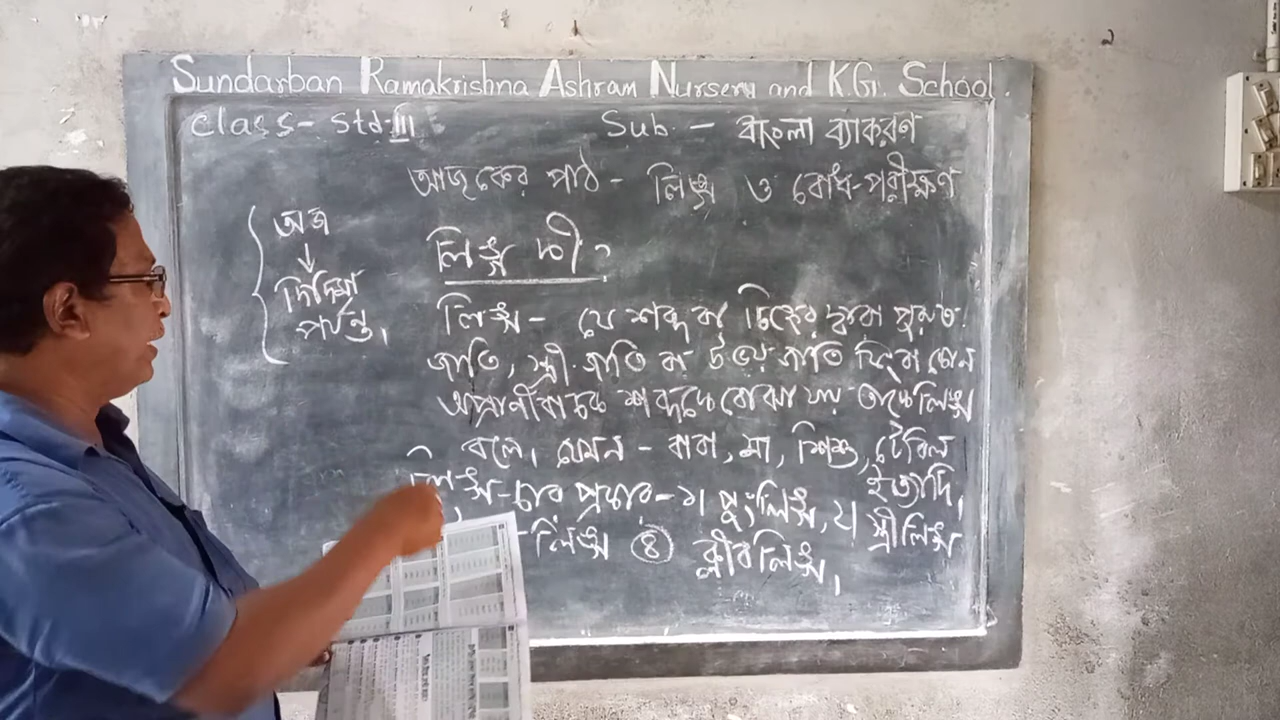 Sundarban Ramakrishna Ashram Nursery and K.G. School.
Class - Std-III
Sub. - বাংলা ব্যাকরণ
আজকের পাঠ - লিঙ্গ ও বোধ-পরীক্ষণ
অজ
↓
দিদিমা
পর্যন্ত।
লিঙ্গ কী?
লিঙ্গ - যে শব্দ বা চিহ্নের দ্বারা পুরুষ
জাতি, স্ত্রী জাতি বা উভয় জাতি কিংবা কোন
অপ্রাণীবাচক শব্দকে বোঝা যায় তাকে লিঙ্গ
বলে। যেমন - বাবা, মা, শিশু, টেবিল
ইত্যাদি।
লিঙ্গ - চার প্রকার - ১। পুংলিঙ্গ, ২। স্ত্রীলিঙ্গ
-লিঙ্গ ৪ ক্লীবলিঙ্গ।